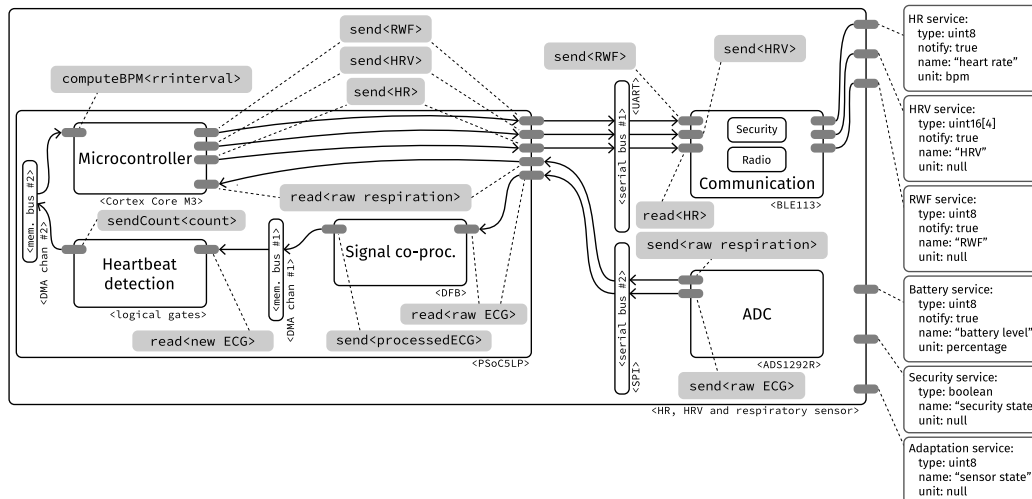 send<RWF>
send<HRV>
send<HR>
computeBPM<rrinterval>
send<RWF>
send<HRV>
Microcontroller
<Cortex Core M3>
<mem. bus #2>
<DMA chan #2>
read<raw respiration>
sendCount<count>
Heartbeat
detection
<logical gates>
read<new ECG>
<mem. bus #1>
<DMA chan #1>
Signal co-proc.
<DFB>
read<raw ECG>
send<processedECG>
<PSoC5LP>
<serial bus #1>
<UART>
Security
Radio
Communication
<BLE113>
read<HR>
send<raw respiration>
<serial bus #2>
<SPI>
ADC
<ADS1292R>
send<raw ECG>
<HR, HRV and respiratory sensor>
HR service:
type: uint8
notify: true
name: “heart rate”
unit: bpm
HRV service:
type: uint16[4]
notify: true
name: “HRV”
unit: null
RWF service:
type: uint8
notify: true
name: “RWF”
unit: null
Battery service:
type: uint8
notify: true
name: “battery level”
unit: percentage
Security service:
type: boolean
name: “security state
unit: null
Adaptation service:
type: uint8
name: “sensor state”
unit: null